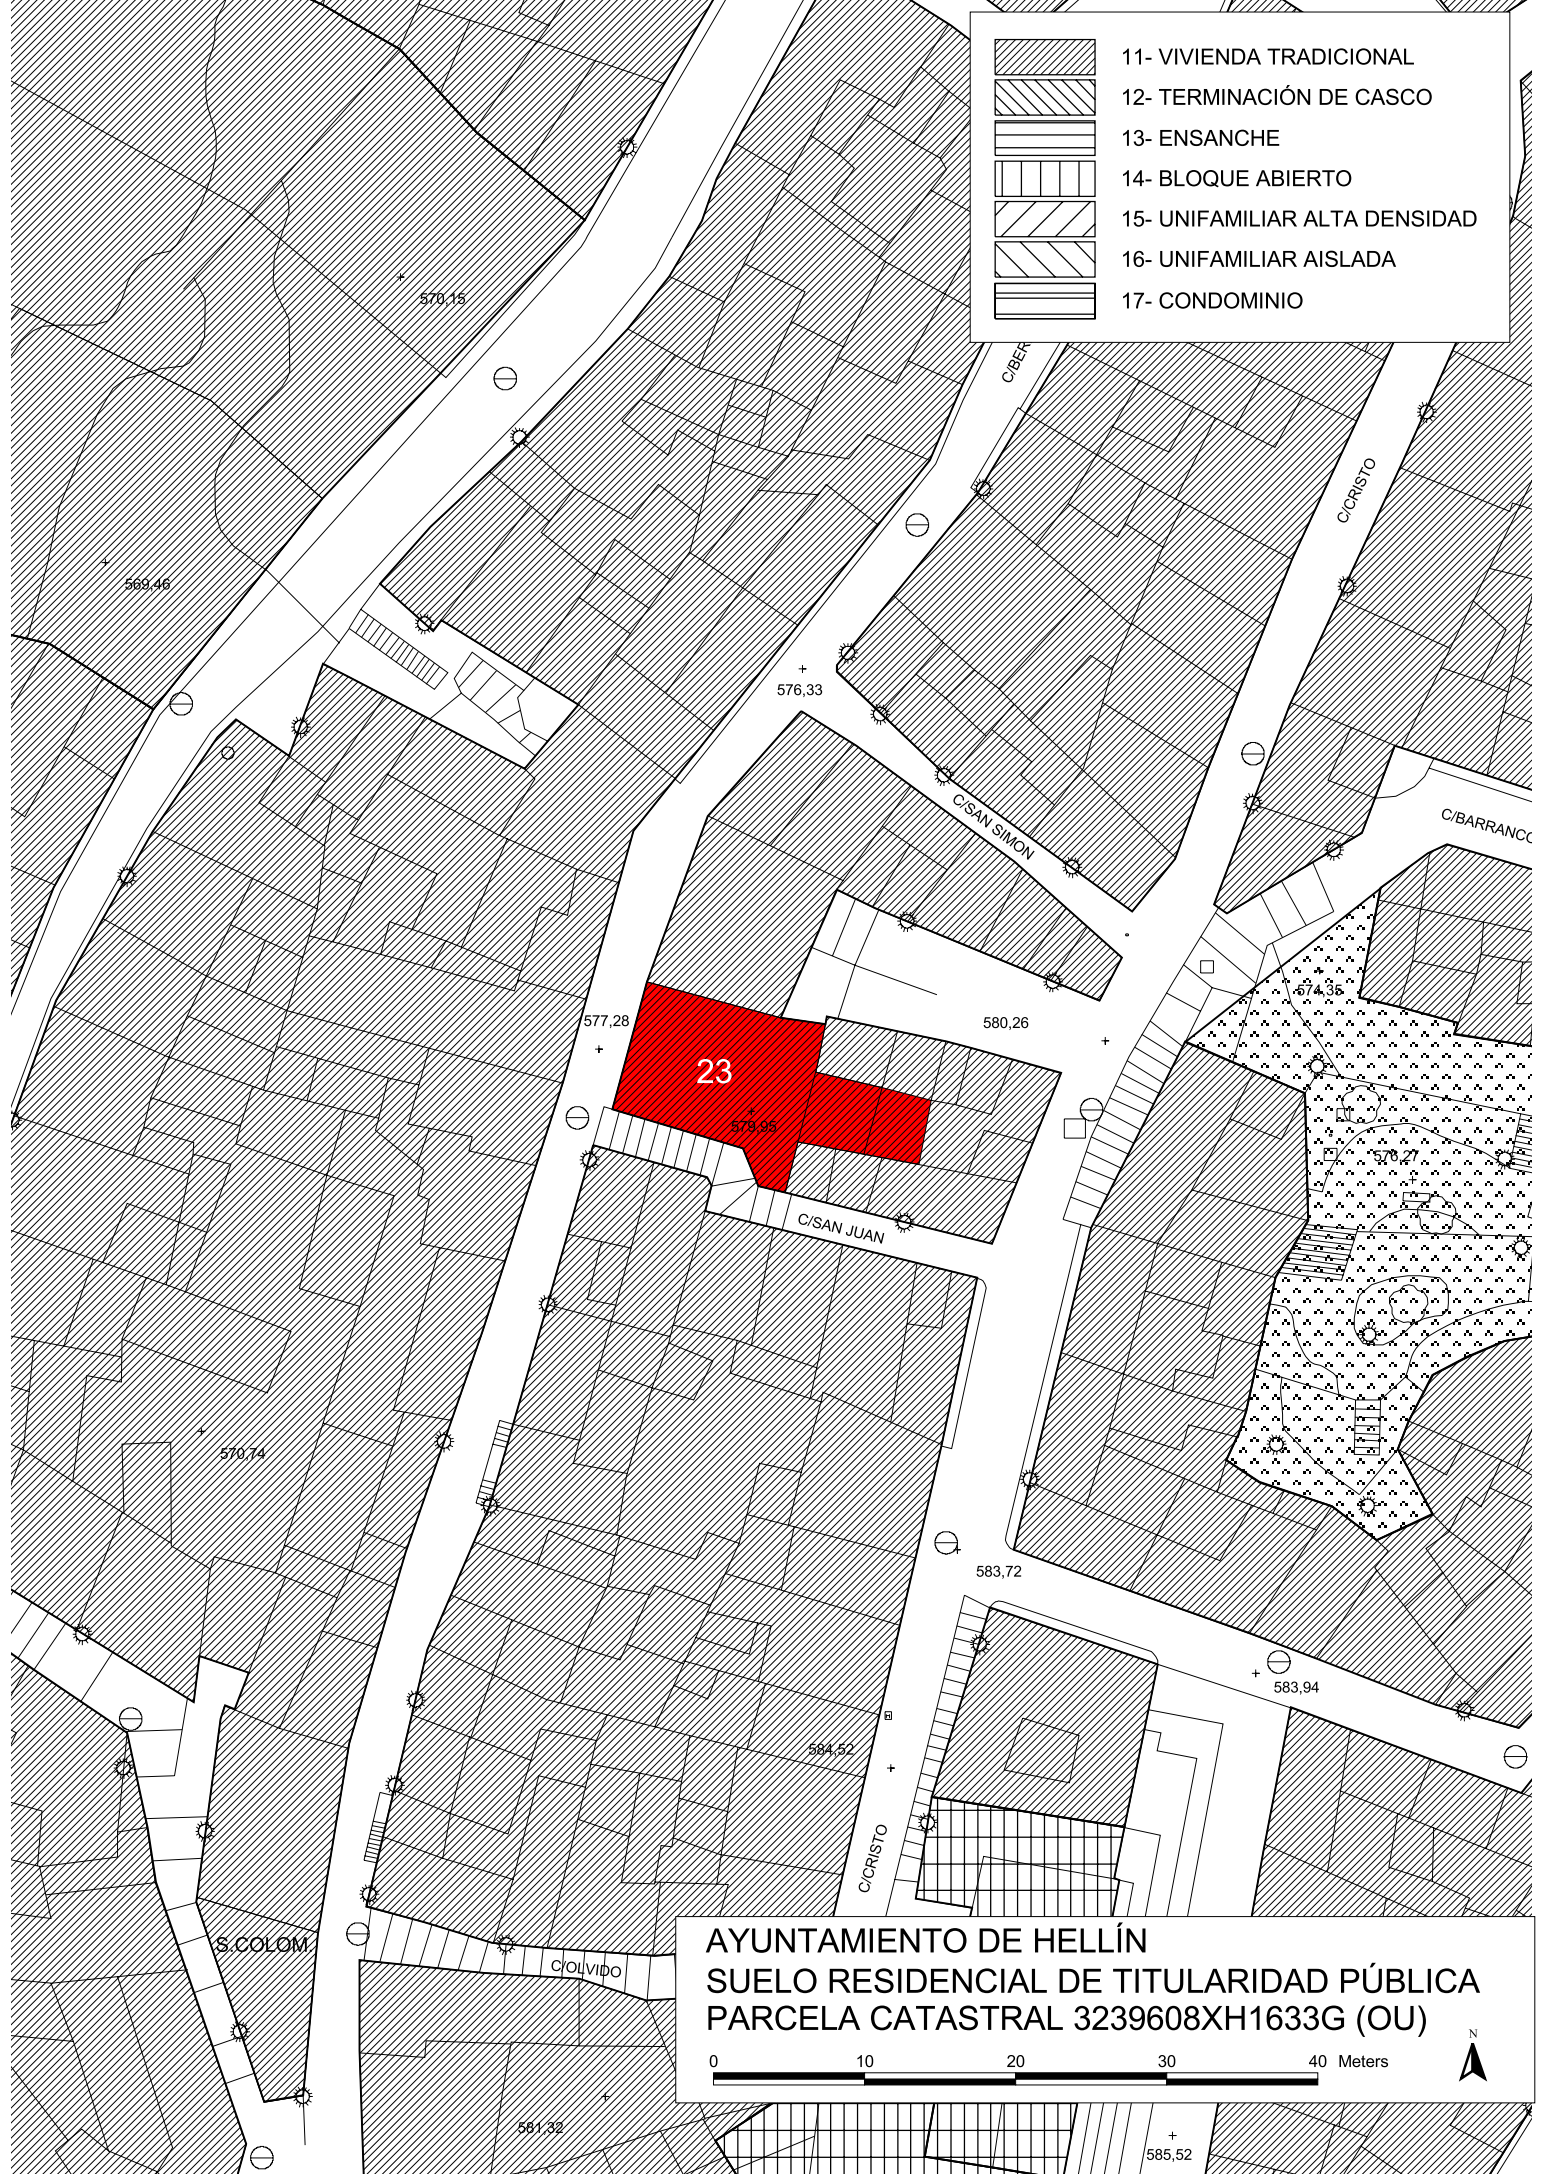 11- VIVIENDA TRADICIONAL
12- TERMINACIÓN DE CASCO
13- ENSANCHE
14- BLOQUE ABIERTO
15- UNIFAMILIAR ALTA DENSIDAD
16- UNIFAMILIAR AISLADA
17- CONDOMINIO
570,15
C/BER
C/CRISTO
569,46
576,33
C/SAN SIMON
C/BARRANCO
574,35
577,28
580,26
23
579,95
576,27
C/SAN JUAN
570,74
583,72
583,94
584,52
C/CRISTO
S.COLOM.
C/OLVIDO
AYUNTAMIENTO DE HELLÍN
SUELO RESIDENCIAL DE TITULARIDAD PÚBLICA
PARCELA CATASTRAL 3239608XH1633G (OU)
N
0 10 20 30 40 Meters
581,32
585,52